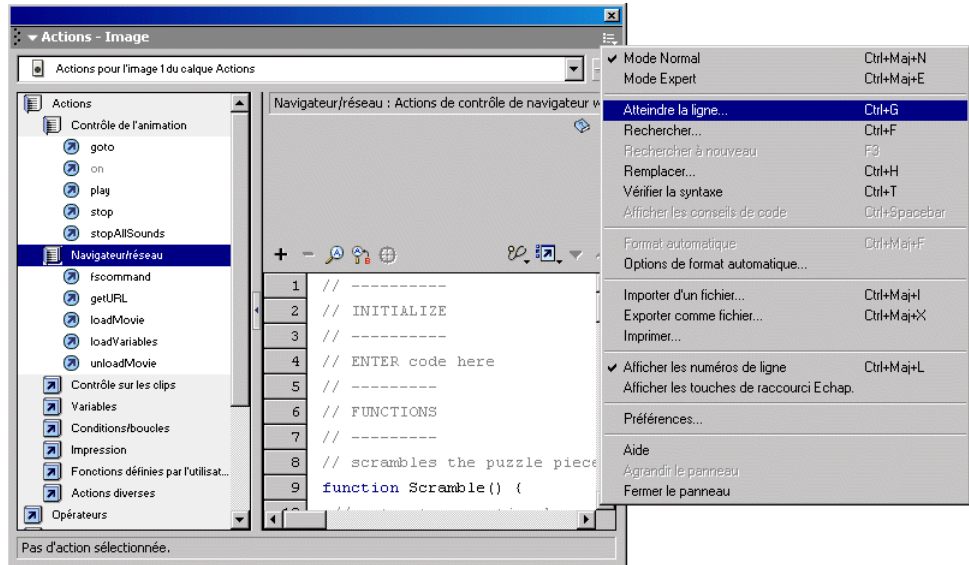 Actions - Image
Actions pour l'image 1 du calque Actions
Actions
Contrôle de l'animation
goto
on
play
stop
stopAllSounds
Navigateur/réseau
fscommand
getURL
loadMovie
loadVariables
unloadMovie
Contrôle sur les clips
Variables
Conditions/boucles
Impression
Fonctions définies par l'utilisat...
Actions diverses
Opérateurs
Navigateur/réseau : Actions de contrôle de navigateur
1 // ----------
2 // INITIALIZE
3 // ----------
4 // ENTER code here
5 // ---------
6 // FUNCTIONS
7 // ---------
8 // scrambles the puzzle piece
9 function Scramble() {
Pas d'action sélectionnée.
Mode Normal Ctrl+Maj+N
Mode Expert Ctrl+Maj+E
Atteindre la ligne... Ctrl+G
Rechercher... Ctrl+F
Rechercher à nouveau F3
Remplacer... Ctrl+H
Vérifier la syntaxe Ctrl+T
Afficher les conseils de code Ctrl+Spacebar
Format automatique Ctrl+Maj+F
Options de format automatique...
Importer d'un fichier... Ctrl+Maj+I
Exporter comme fichier... Ctrl+Maj+X
Imprimer...
Afficher les numéros de ligne Ctrl+Maj+L
Afficher les touches de raccourci Echap.
Préférences...
Aide
Agrandir le panneau
Fermer le panneau